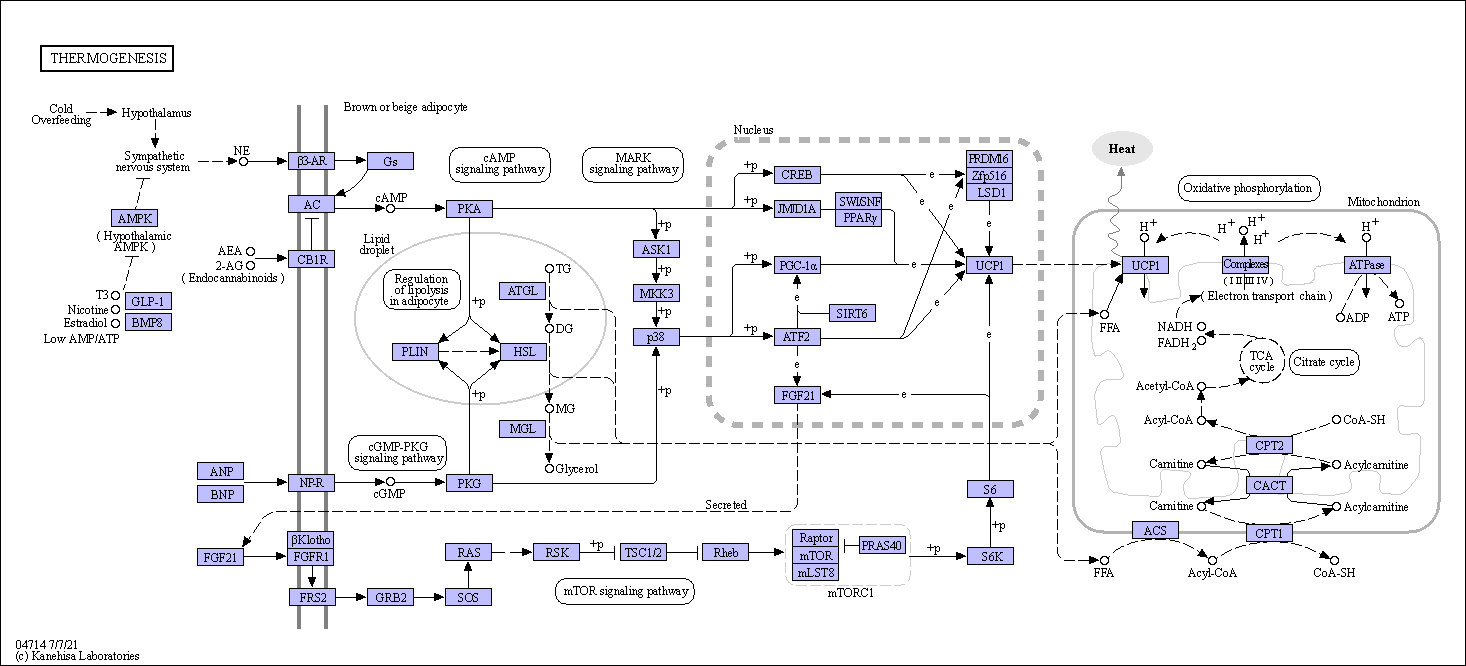 THERMOGENESIS
Cold
Overfeeding
Hypothalamus
Sympathetic
nervous system
NE
AMPK
( Hypothalamic
AMPK )
AEA
2-AG
( Endocannabinoids )
T3
Nicotine
Estradiol
Low AMP/ATP
GLP-1
BMP8
Brown or beige adipocyte
β3-AR
Gs
AC
cAMP
CB1R
cAMP
signaling pathway
MARK
signaling pathway
PKA
Lipid
droplet
Regulation
of lipolysis
in adipocyte
+p
PLIN
HSL
+p
ATGL
TG
DG
MG
MGL
Glycerol
cGMP-PKG
signaling pathway
ANP
BNP
NP-R
cGMP
PKG
+p
ASK1
+p
MKK3
+p
p38
+p
Nucleus
+p
CREB
+p
JMJD1A
SWI/SNF
PPARγ
+p
PGC-1α
SIRT6
+p
ATF2
e
e
FGF21
e
e
e
e
e
PRDM16
Zfp516
LSD1
e
UCP1
e
e
Secreted
FGF21
βKlotho
FGFR1
FRS2
GRB2
SOS
RAS
RSK
+p
TSC1/2
Rheb
mTOR signaling pathway
Raptor
mTOR
mLST8
PRAS40
mTORC1
+p
S6K
+p
S6
Heat
Oxidative phosphorylation
Mitochondrion
H+
UCP1
H+
H+
H+
Complexes
( I II III IV )
( Electron transport chain )
H+
ATPase
ADP
ATP
FFA
NADH
FADH2
TCA
cycle
Citrate cycle
Acetyl-CoA
Acyl-CoA
CoA-SH
CPT2
Carnitine
Acylcarnitine
CACT
Carnitine
Acylcarnitine
ACS
CPT1
FFA
Acyl-CoA
CoA-SH
04714 7/7/21
(c) Kanehisa Laboratories